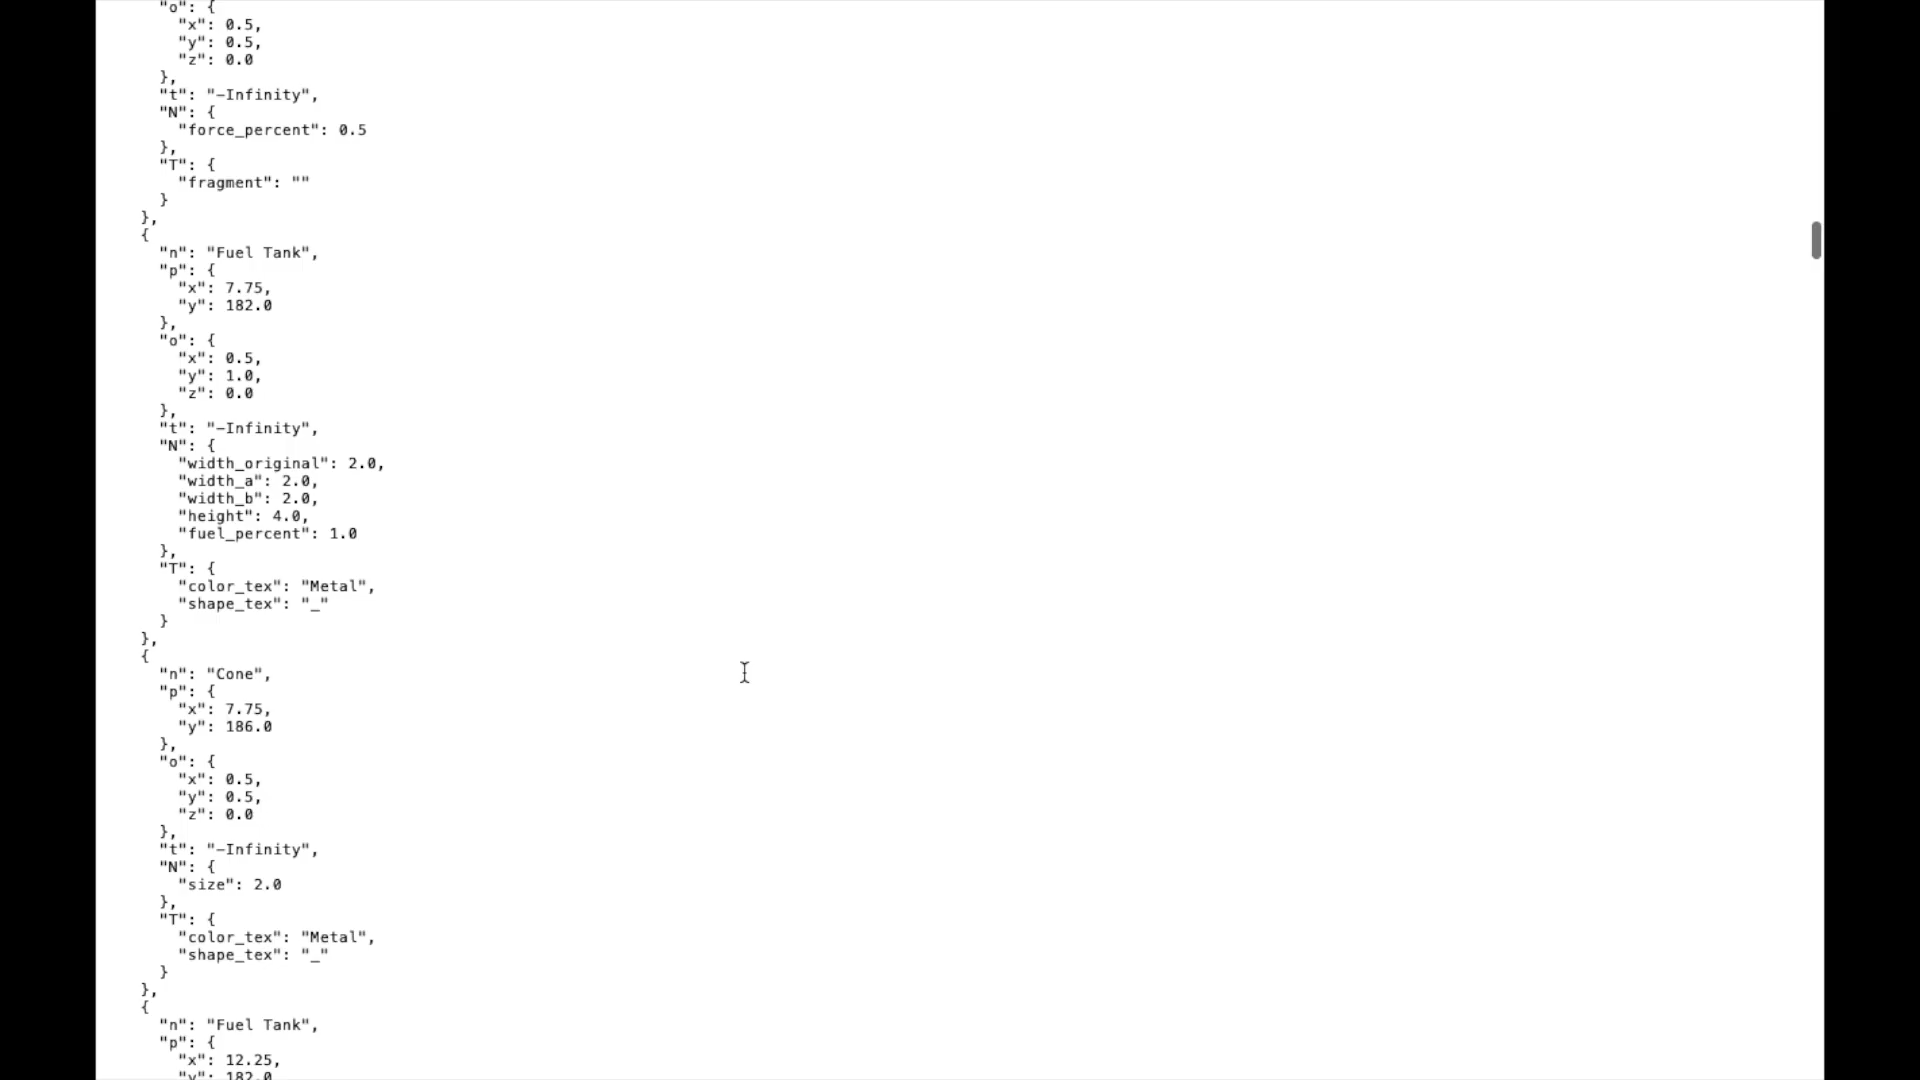 "o": {
"x": 0.5,
"y": 0.5,
"z": 0.0
},
"t": "-Infinity",
"N": {
"force_percent": 0.5
},
"T": {
"fragment": ""
}
},
{
"n": "Fuel Tank",
"p": {
"x": 7.75,
"y": 182.0
},
"o": {
"x": 0.5,
"y": 1.0,
"z": 0.0
},
"t": "-Infinity",
"N": {
"width_original": 2.0,
"width_a": 2.0,
"width_b": 2.0,
"height": 4.0,
"fuel_percent": 1.0
},
"T": {
"color_tex": "Metal",
"shape_tex": "_"
}
},
{
"n": "Cone",
"p": {
"x": 7.75,
"y": 186.0
},
"o": {
"x": 0.5,
"y": 0.5,
"z": 0.0
},
"t": "-Infinity",
"N": {
"size": 2.0
},
"T": {
"color_tex": "Metal",
"shape_tex": "_"
}
},
{
"n": "Fuel Tank",
"p": {
"x": 12.25,
"y": 182.0